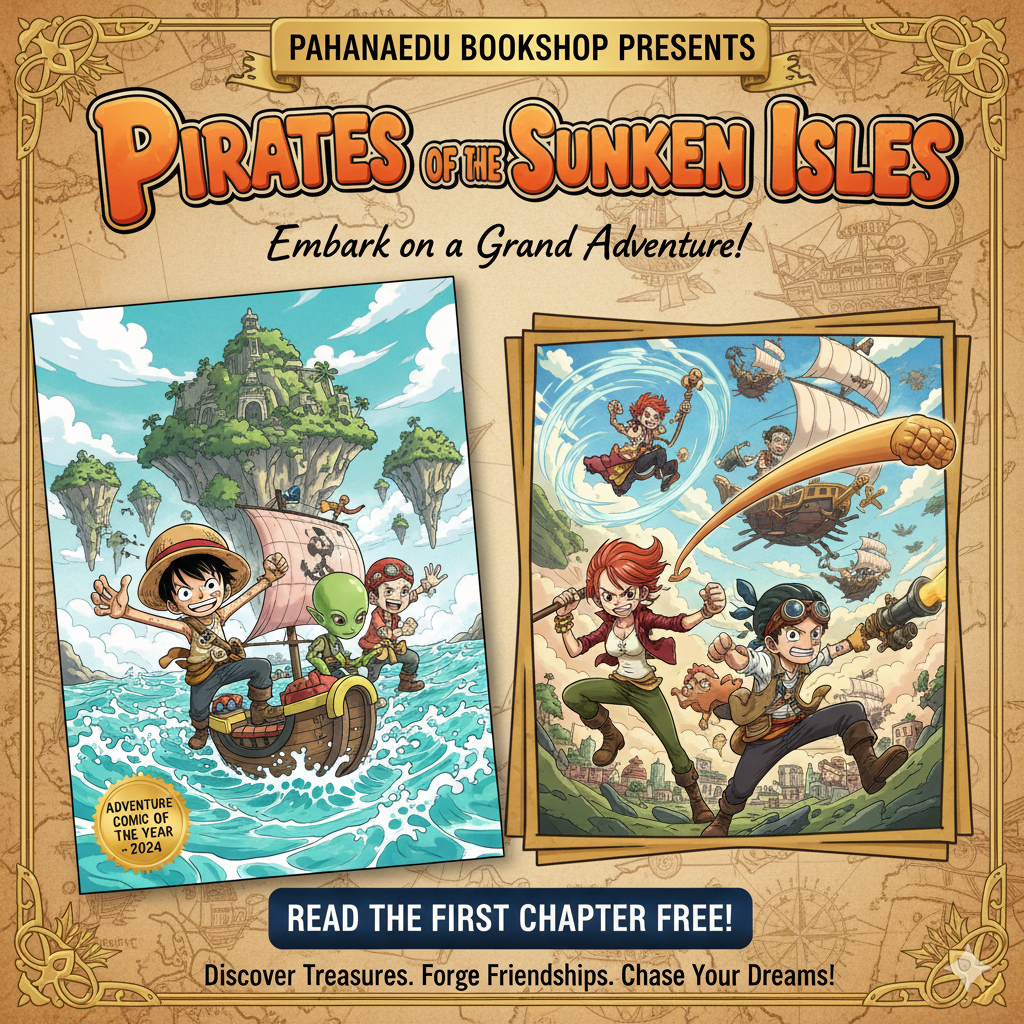 PAHANAEDU BOOKSHOP PRESENTS
PIRATES OF THE SUNKEN ISLES
Embark on a Grand Adventure!
ADVENTURE
COMIC OF
THE YEAR
- 2024
READ THE FIRST CHAPTER FREE!
Discover Treasures. Forge Friendships. Chase Your Dreams!